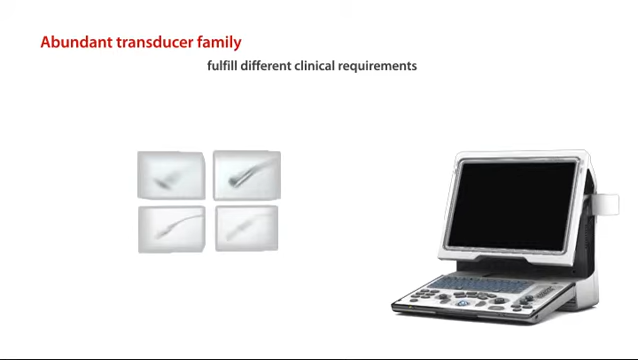 Abundant transducer family
fulfill different clinical requirements